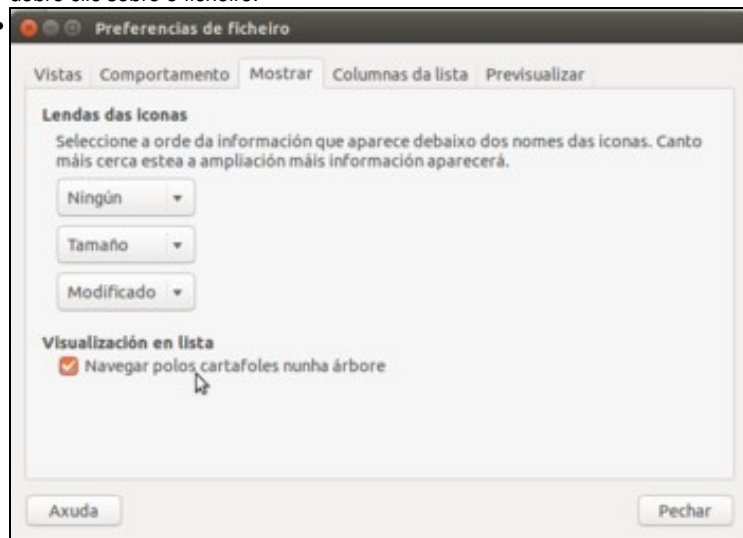 Preferencias de ficheiro
Vistas Comportamento Mostrar Columnas da lista Previsualizar
Lendas das iconas
Seleccione a orde da información que aparece debaixo dos nomes das iconas. Canto
máis cerca estea a ampliación máis información aparecerá.
Ningún
Tamaño
Modificado
Visualización en lista
Navegar polos cartafoles nunha árbore
Axuda Pechar